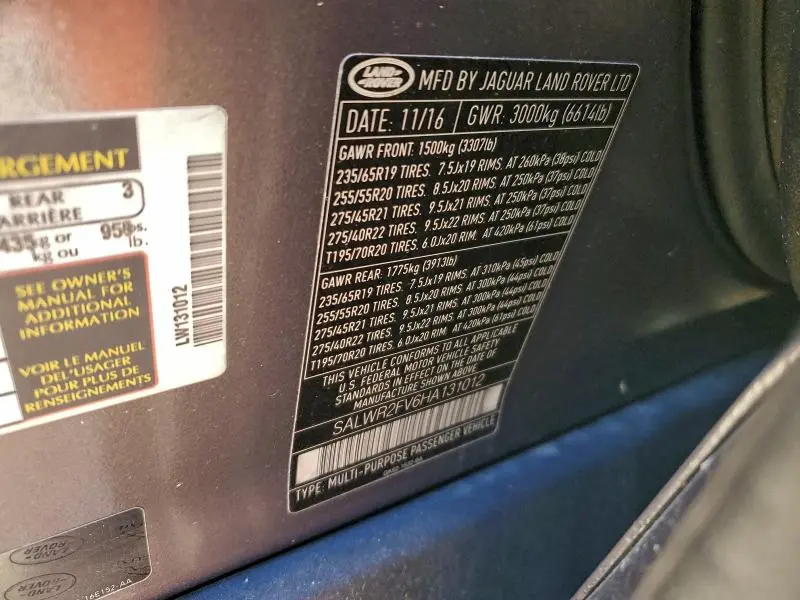 RGEMENT
REAR 3
ARRIÈRE
435 kg or 958 lbs.
kg ou lb.
SEE OWNER'S
MANUAL FOR
ADDITIONAL
INFORMATION
VOIR LE MANUEL
DEL'USAGER
POUR PLUS DE
RENSEIGNEMENTS
LW131012
LAND-
ROVER
MFD BY JAGUAR LAND ROVER LTD
DATE: 11/16 GWR: 3000kg (6614lb)
GAWR FRONT: 1500kg (3307lb)
235/65R19 TIRES. 7.5Jx19 RIMS. AT 260kPa (38psi) COLD
255/55R20 TIRES. 8.5Jx20 RIMS. AT 250kPa (37psi) COLD
275/45R21 TIRES. 9.5Jx21 RIMS. AT 250kPa (37psi) COLD
275/40R22 TIRES. 9.5Jx22 RIMS. AT 250kPa (37psi) COLD
T195/70R20 TIRES. 6.0Jx20 RIM. AT 420kPa (61psi) COLD
GAWR REAR: 1775kg (3913lb)
235/65R19 TIRES. 7.5Jx19 RIMS. AT 310kPa (45psi) COLD
255/55R20 TIRES. 8.5Jx20 RIMS. AT 300kPa (44psi) COLD
275/45R21 TIRES. 9.5Jx21 RIMS. AT 300kPa (44psi) COLD
275/40R22 TIRES. 9.5Jx22 RIMS. AT 300kPa (44psi) COLD
T195/70R20 TIRES. 6.0Jx20 RIM. AT 420kPa (61psi) COLD
THIS VEHICLE CONFORMS TO ALL APPLICABLE
U.S. FEDERAL MOTOR VEHICLE SAFETY
STANDARDS IN EFFECT ON THE DATE OF
MANUFACTURE SHOWN ABOVE.
SALWR2FV6HA131012
TYPE: MULTI-PURPOSE PASSENGER VEHICLE
LAND-
ROVER
LAND-
ROVER
16E152-AA